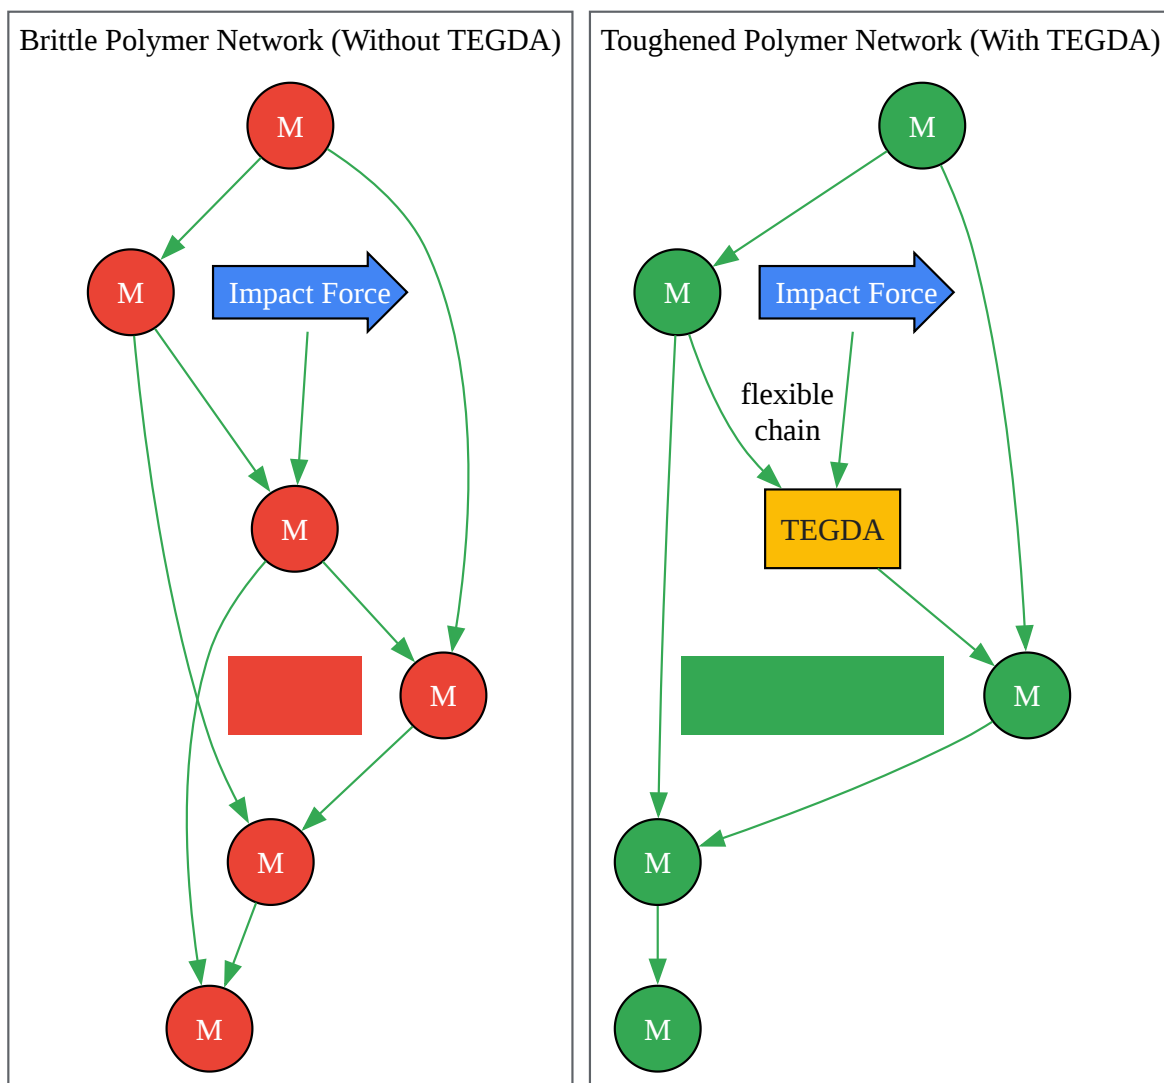 Brittle Polymer Network (Without TEGDA)
M
M
Impact Force
M
M
M
M
Toughened Polymer Network (With TEGDA)
M
M
Impact Force
flexible
chain
TEGDA
M
M
M